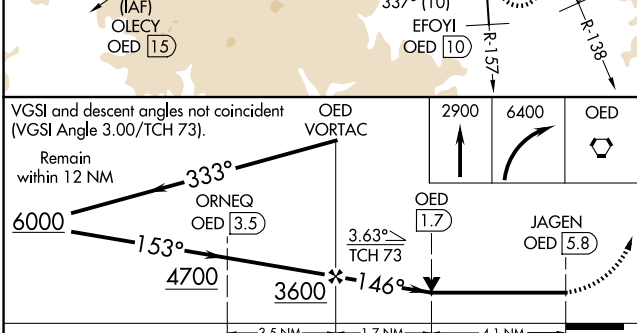 (IAF)
OLECY
OED 15
337° (10)
EFOYI
OED 10
R-157
R-138
VGSI and descent angles not coincident
(VGSI Angle 3.00/TCH 73).
OED
VORTAC
2900
6400
OED
Remain
within 12 NM
333°
ORNEQ
OED 3.5
OED
1.7
JAGEN
OED 5.8
6000
153°
3.63°
TCH 73
4700
3600
146°
3.5 NM
1.7 NM
4.1 NM